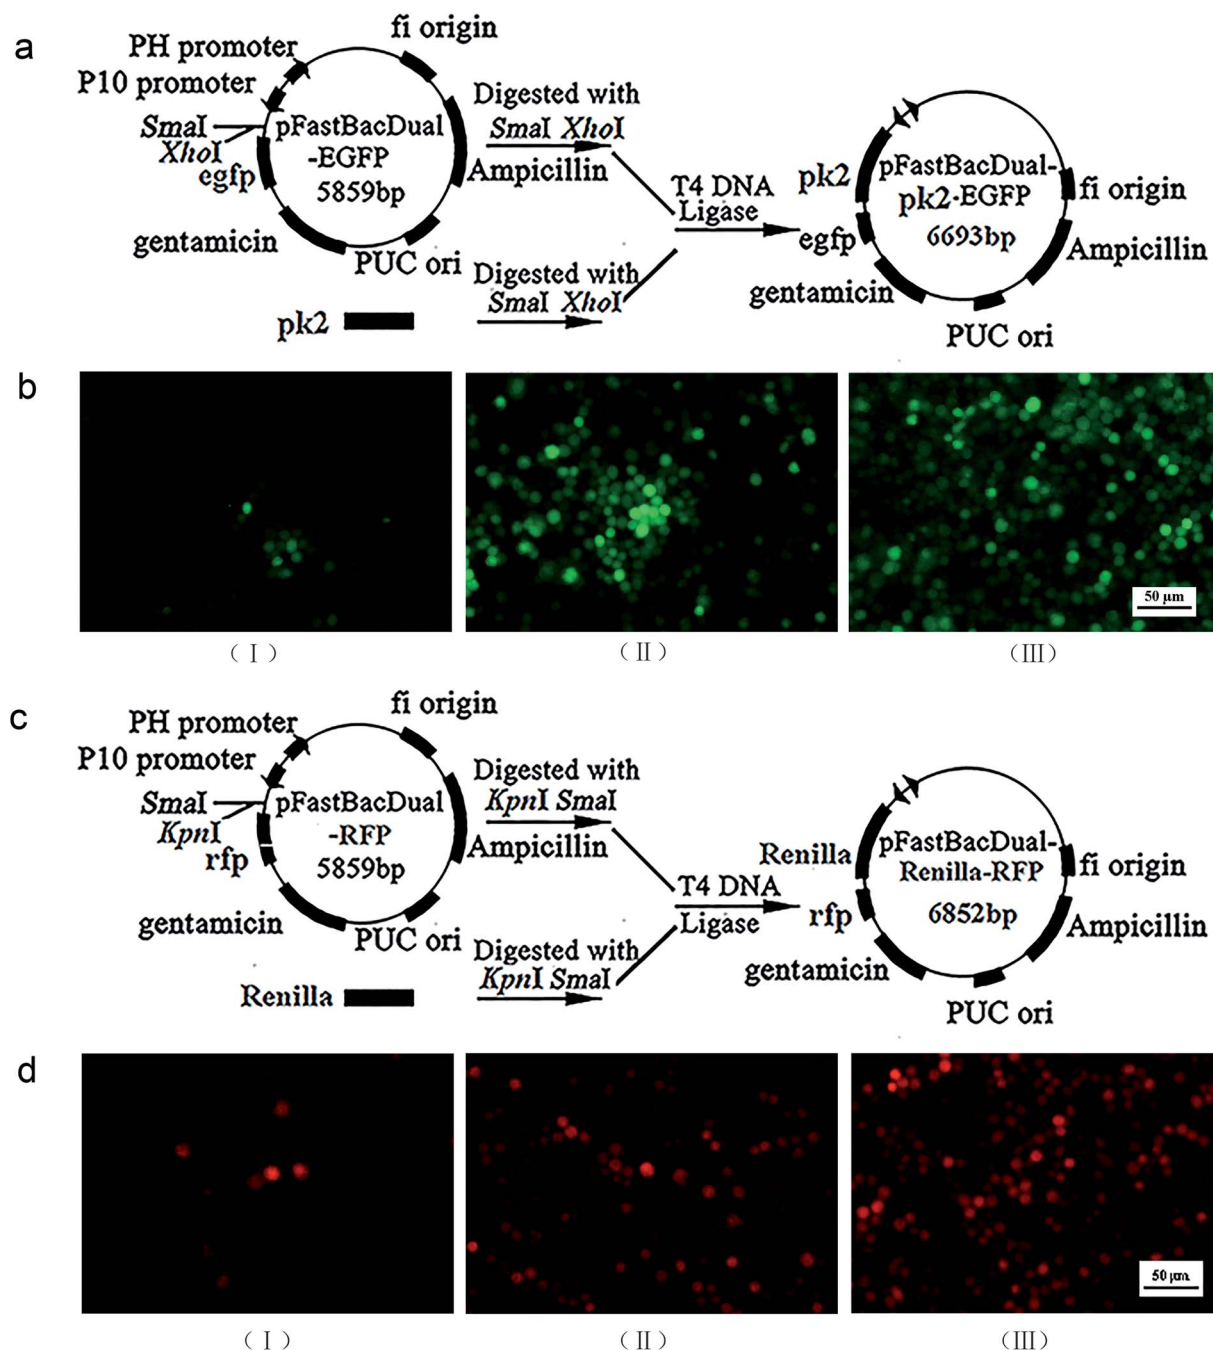 a
fi origin
PH promoter
P10 promoter
SmaI
XhoI
egfp
pFastBacDual
-EGFP
5859bp
gentamicin
PUC ori
Ampicillin
Digested with
SmaI XhoI
pk2
Digested with
SmaI XhoI
T4 DNA
Ligase
pk2
egfp
pFastBacDual-
pk2-EGFP
6693bp
fi origin
Ampicillin
gentamicin
PUC ori
b
50 µm
(Ⅰ)
(Ⅱ)
(Ⅲ)
c
fi origin
PH promoter
P10 promoter
SmaI
KpnI
rfp
pFastBacDual
-RFP
5859bp
gentamicin
PUC ori
Ampicillin
Digested with
KpnI SmaI
Renilla
Digested with
KpnI SmaI
T4 DNA
Ligase
Renilla
rfp
pFastBacDual-
Renilla-RFP
6852bp
fi origin
Ampicillin
gentamicin
PUC ori
d
50 µm
(Ⅰ)
(Ⅱ)
(Ⅲ)